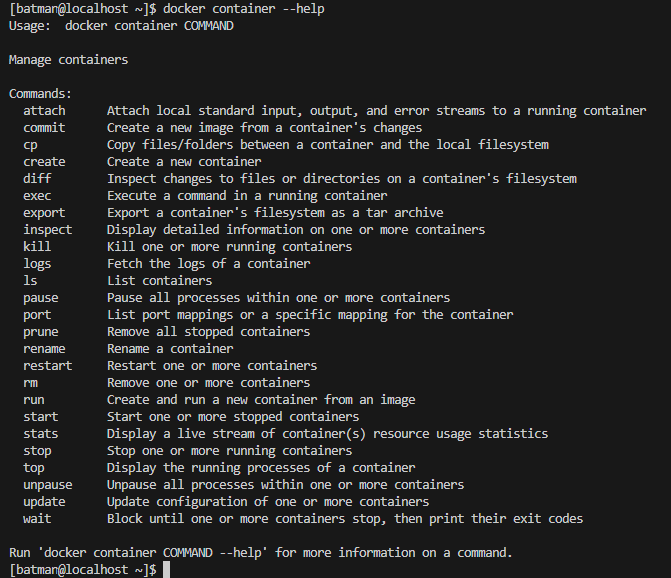 [batman@localhost ~]$ docker container --help
Usage:  docker container COMMAND

Manage containers

Commands:
  attach      Attach local standard input, output, and error streams to a running container
  commit      Create a new image from a container's changes
  cp          Copy files/folders between a container and the local filesystem
  create      Create a new container
  diff        Inspect changes to files or directories on a container's filesystem
  exec        Execute a command in a running container
  export      Export a container's filesystem as a tar archive
  inspect     Display detailed information on one or more containers
  kill        Kill one or more running containers
  logs        Fetch the logs of a container
  ls          List containers
  pause       Pause all processes within one or more containers
  port        List port mappings or a specific mapping for the container
  prune       Remove all stopped containers
  rename      Rename a container
  restart     Restart one or more containers
  rm          Remove one or more containers
  run         Create and run a new container from an image
  start       Start one or more stopped containers
  stats       Display a live stream of container(s) resource usage statistics
  stop        Stop one or more running containers
  top         Display the running processes of a container
  unpause     Unpause all processes within one or more containers
  update      Update configuration of one or more containers
  wait        Block until one or more containers stop, then print their exit codes

Run 'docker container COMMAND --help' for more information on a command.
[batman@localhost ~]$